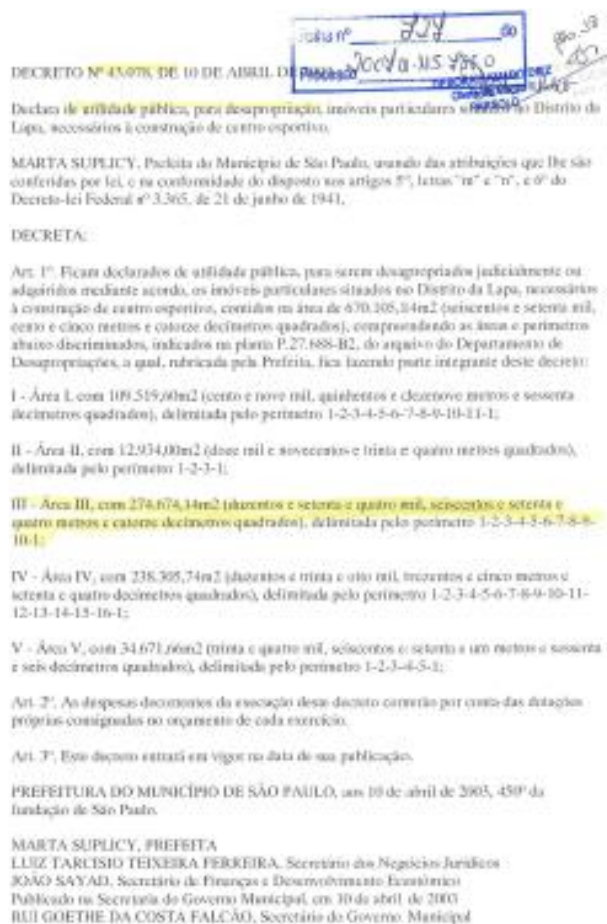 Folha nº 727 do
Processo
DECRETO Nº 43.078, DE 10 DE ABRIL
Declara de utilidade pública, para desapropriação, imóveis particulares situados no Distrito da
Lapa, necessários à construção de centro esportivo.
MARTA SUPLICY, Prefeita do Município de São Paulo, usando das atribuições que lhe são
conferidas por lei, e na conformidade do disposto nos artigos 5º, letras "m" e "n", e 6º do
Decreto-lei Federal nº 3.365, de 21 de junho de 1941,
DECRETA:
Art. 1º. Ficam declarados de utilidade pública, para serem desapropriados judicialmente ou
adquiridos mediante acordo, os imóveis particulares situados no Distrito da Lapa, necessários
à construção de centro esportivo, contidos na área de 670.105,14m2 (seiscentos e setenta mil,
cento e cinco metros e catorze decímetros quadrados), compreendendo as áreas e perímetros
abaixo discriminados, indicados na planta P.27.688-B2, do arquivo do Departamento de
Desapropriações, a qual, rubricada pela Prefeita, fica fazendo parte integrante deste decreto:
I - Área I, com 109.519,60m2 (cento e nove mil, quinhentos e dezenove metros e sessenta
decímetros quadrados), delimitada pelo perímetro 1-2-3-4-5-6-7-8-9-10-11-1;
II - Área II, com 12.934,00m2 (doze mil e novecentos e trinta e quatro metros quadrados),
delimitada pelo perímetro 1-2-3-1;
III - Área III, com 274.674,14m2 (duzentos e setenta e quatro mil, seiscentos e setenta e
quatro metros e catorze decímetros quadrados), delimitada pelo perímetro 1-2-3-4-5-6-7-8-9-
10-1;
IV - Área IV, com 238.305,74m2 (duzentos e trinta e oito mil, trezentos e cinco metros e
setenta e quatro decímetros quadrados), delimitada pelo perímetro 1-2-3-4-5-6-7-8-9-10-11-
12-13-14-15-16-1;
V - Área V, com 34.671,66m2 (trinta e quatro mil, seiscentos e setenta e um metros e sessenta
e seis decímetros quadrados), delimitada pelo perímetro 1-2-3-4-5-1;
Art. 2º. As despesas decorrentes da execução deste decreto correrão por conta das dotações
próprias consignadas no orçamento de cada exercício.
Art. 3º. Este decreto entrará em vigor na data de sua publicação.
PREFEITURA DO MUNICÍPIO DE SÃO PAULO, aos 10 de abril de 2003, 450º da
fundação de São Paulo.
MARTA SUPLICY, PREFEITA
LUIZ TARCISIO TEIXEIRA FERREIRA, Secretário dos Negócios Jurídicos
JOÃO SAYAD, Secretário de Finanças e Desenvolvimento Econômico
Publicado na Secretaria do Governo Municipal, em 10 de abril de 2003
RUI GOETHE DA COSTA FALCÃO, Secretário do Governo Municipal